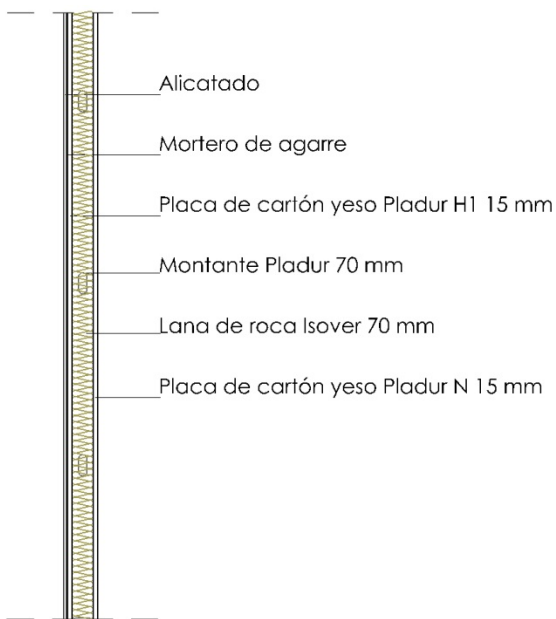 Alicatado
Mortero de agarre
Placa de cartón yeso Pladur H1 15 mm
Montante Pladur 70 mm
Lana de roca Isover 70 mm
Placa de cartón yeso Pladur N 15 mm